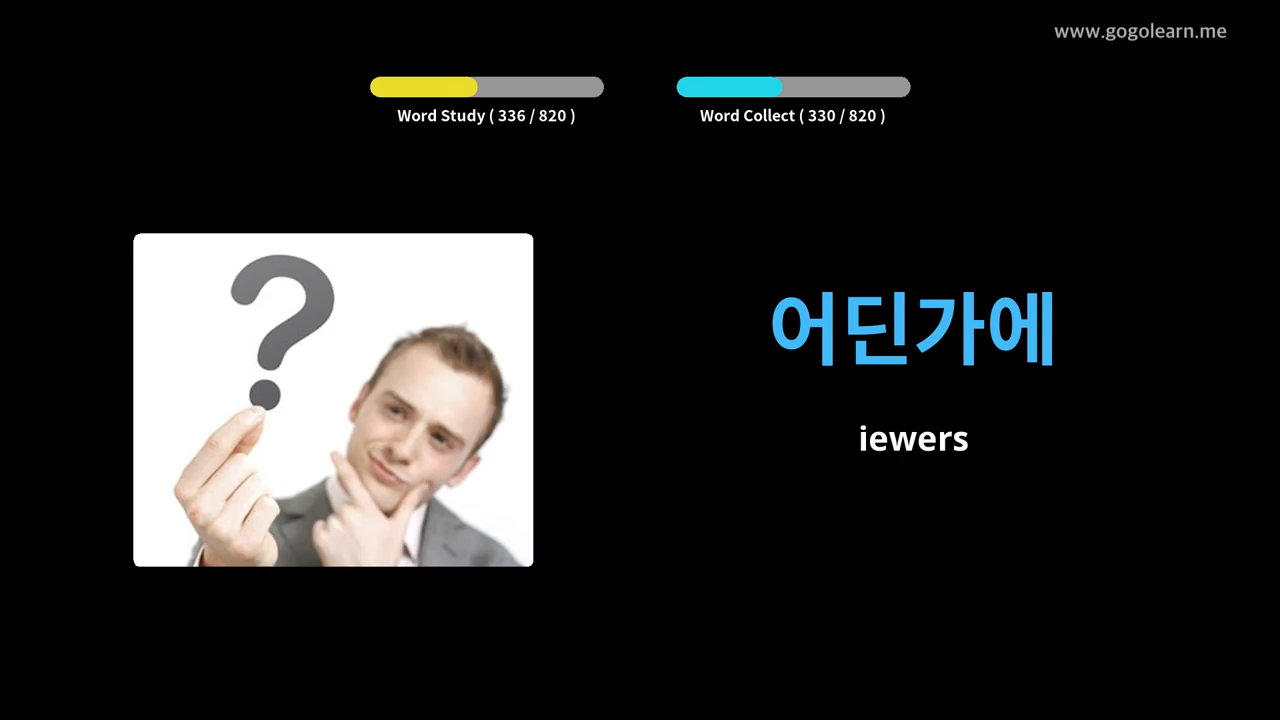 www.gogolearn.me
Word Study ( 336 / 820 )
Word Collect ( 330 / 820 )
?
어딘가에
iewers